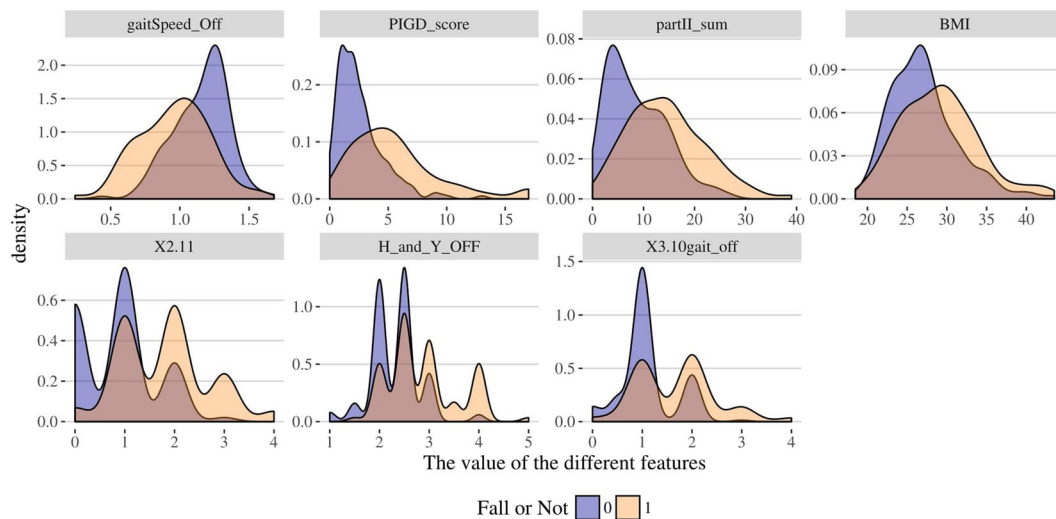 gaitSpeed_Off PIGD_score partII_sum BMI
2.0 1.5 1.0 0.5 0.0
0.2 0.1 0.0
0.08 0.06 0.04 0.02 0.00
0.09 0.06 0.03 0.00
0.5 1.0 1.5
0 5 10 15
0 10 20 30 40
20 25 30 35 40
density
X2.11 H_and_Y_OFF X3.10gait_off
0.6 0.4 0.2 0.0
1.0 0.5 0.0
1.5 1.0 0.5 0.0
0 1 2 3 4
1 2 3 4 5
0 1 2 3 4
The value of the different features
Fall or Not 0 1